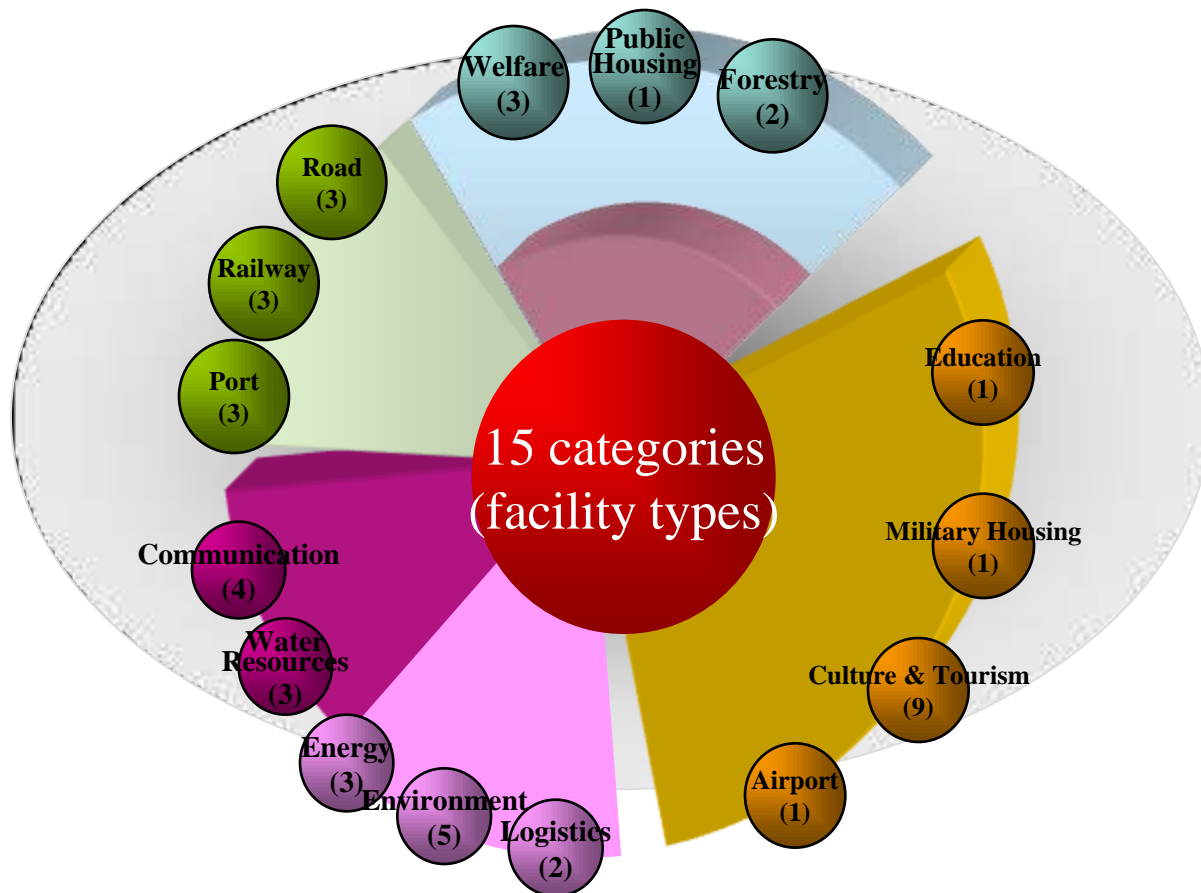 Welfare
(3)
Public
Housing
(1)
Forestry
(2)
Road
(3)
Railway
(3)
Port
(3)
Education
(1)
15 categories
(facility types)
Military Housing
(1)
Communication
(4)
Water
Resources
(3)
Culture & Tourism
(9)
Energy
(3)
Environment
(5)
Logistics
(2)
Airport
(1)